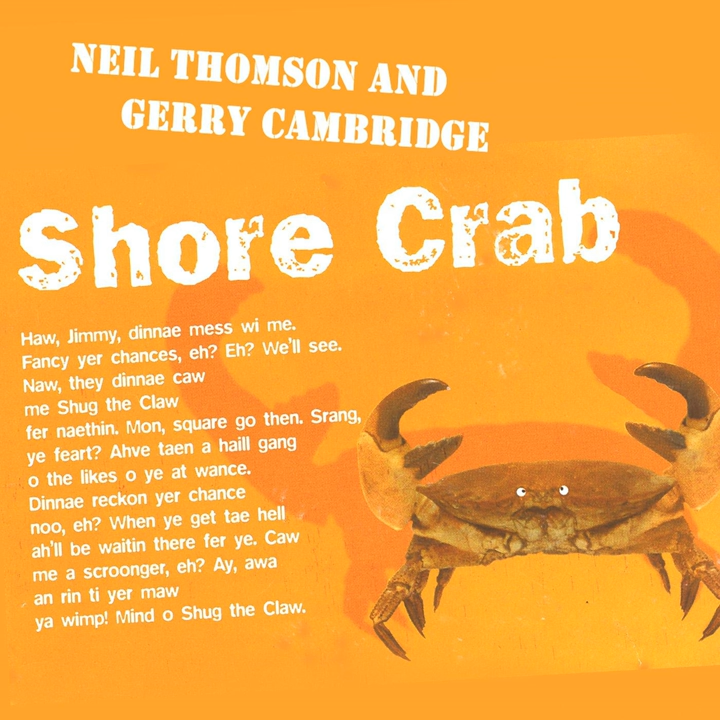 NEIL THOMSON AND
GERRY CAMBRIDGE
Shore Crab
Haw, Jimmy, dinnae mess wi me.
Fancy yer chances, eh? Eh? We'll see.
Naw, they dinnae caw
me Shug the Claw
fer naethin. Mon, square go then. Srang,
ye feart? Ahve taen a haill gang
o the likes o ye at wance.
Dinnae reckon yer chance
noo, eh? When ye get tae hell
ah'll be waitin there fer ye. Caw
me a scroonger, eh? Ay, awa
an rin ti yer maw
ya wimp! Mind o Shug the Claw.